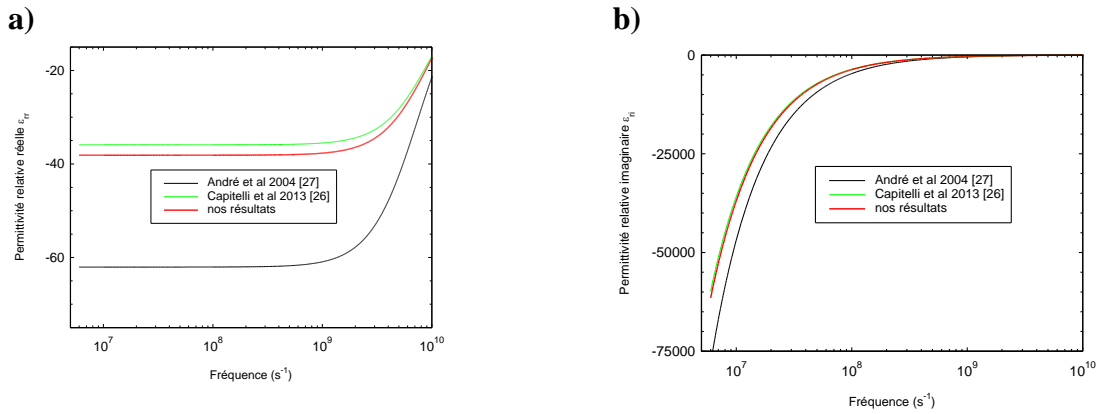 a)
Permittivité relative réelle ε_rr
-20
-40
-60
10^7
10^8
10^9
10^10
Fréquence (s^-1)
André et al 2004 [27]
Capitelli et al 2013 [26]
nos résultats
b)
Permittivité relative imaginaire ε_ri
0
-25000
-50000
-75000
10^7
10^8
10^9
10^10
Fréquence (s^-1)
André et al 2004 [27]
Capitelli et al 2013 [26]
nos résultats